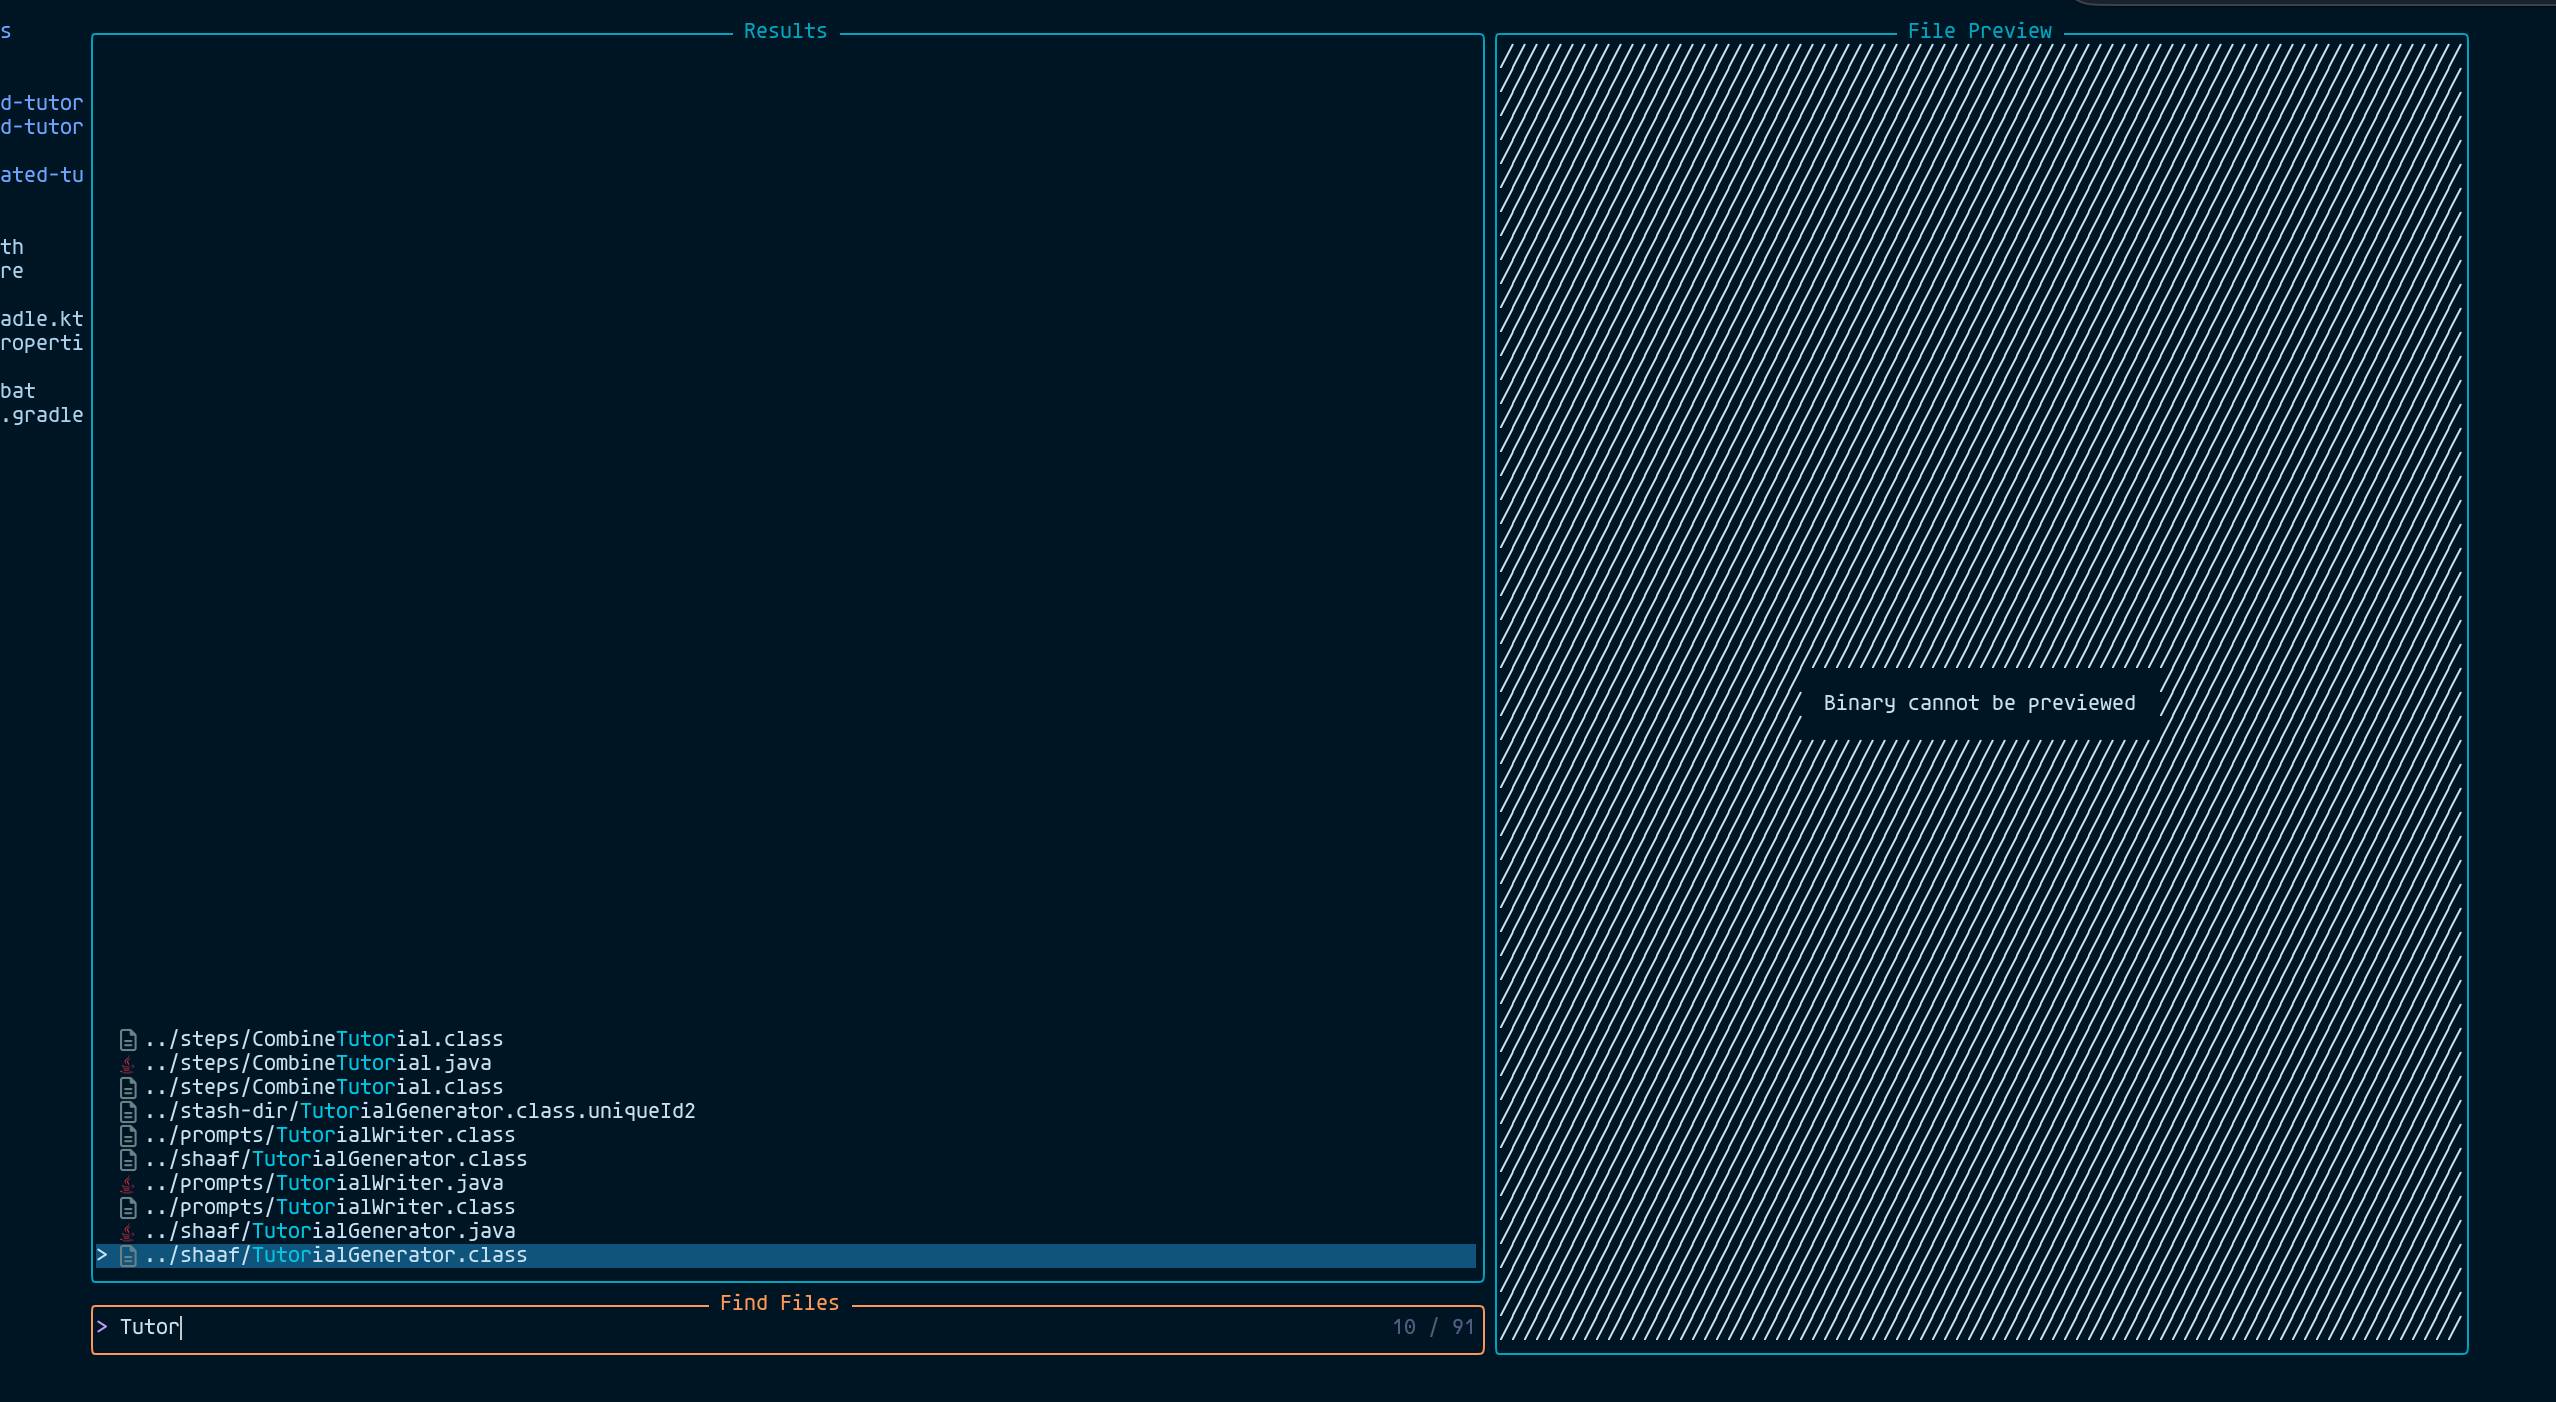 s
d-tutor
d-tutor
ated-tu
th
re
adle.kt
roperti
bat
.gradle
Results
../steps/CombineTutorial.class
../steps/CombineTutorial.java
../steps/CombineTutorial.class
../stash-dir/TutorialGenerator.class.uniqueId2
../prompts/TutorialWriter.class
../shaaf/TutorialGenerator.class
../prompts/TutorialWriter.java
../prompts/TutorialWriter.class
../shaaf/TutorialGenerator.java
> ../shaaf/TutorialGenerator.class
Find Files
> Tutor 10 / 91
File Preview
Binary cannot be previewed